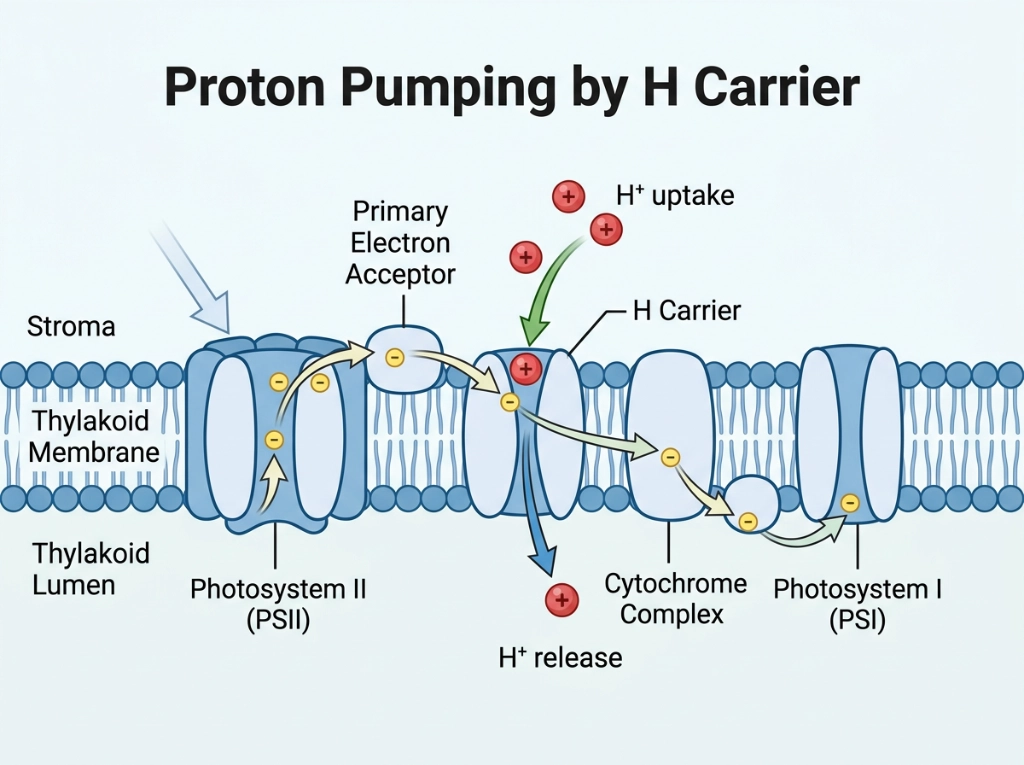 Proton Pumping by H Carrier
H⁺ uptake
Primary
Electron
Acceptor
H Carrier
Stroma
Thylakoid
Membrane
Thylakoid
Lumen
Photosystem II
(PSII)
Cytochrome
Complex
Photosystem I
(PSI)
H⁺ release